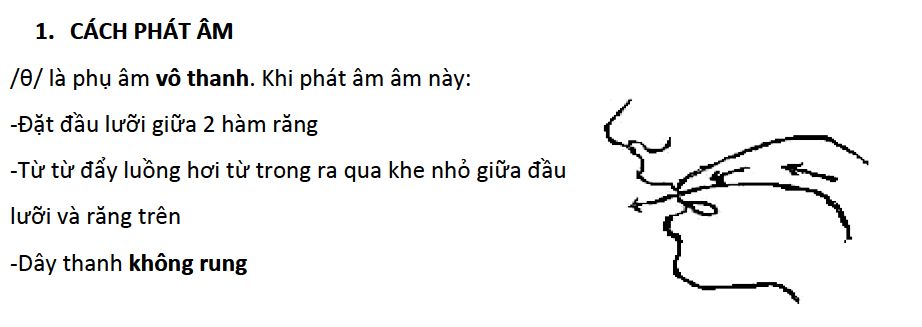 1. CÁCH PHÁT ÂM
/θ/ là phụ âm vô thanh. Khi phát âm âm này:
-Đặt đầu lưỡi giữa 2 hàm răng
-Từ từ đẩy luồng hơi từ trong ra qua khe nhỏ giữa đầu
lưỡi và răng trên
-Dây thanh không rung